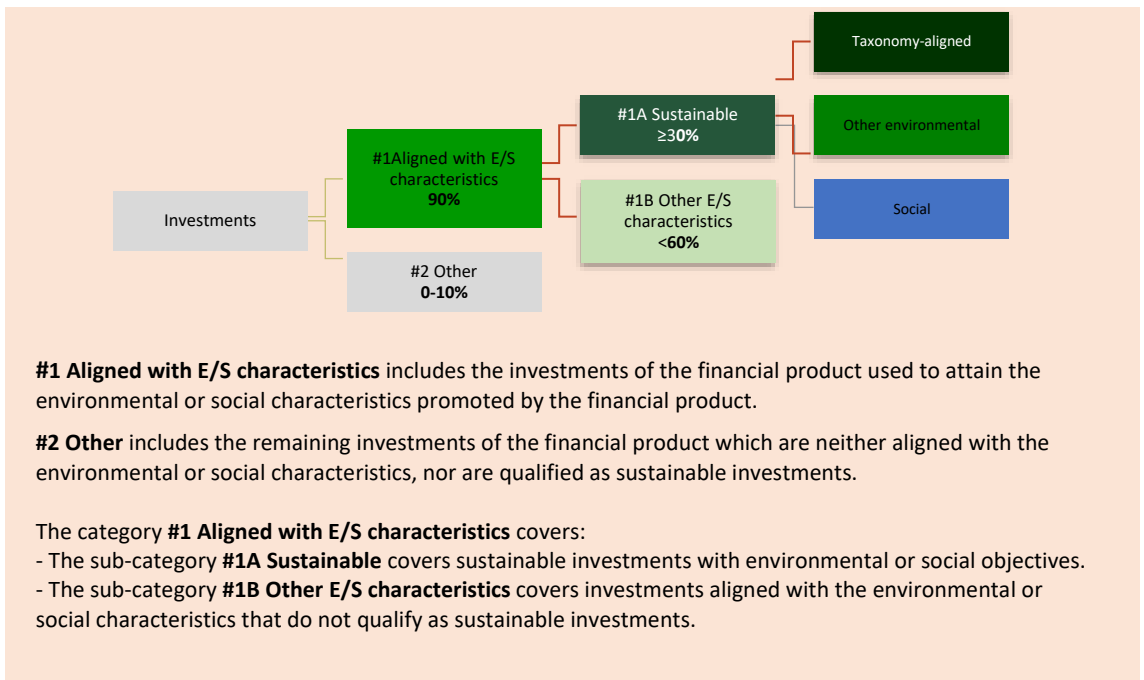 Taxonomy-aligned
#1A Sustainable
≥30%
Other environmental
#1Aligned with E/S
characteristics
90%
#1B Other E/S
characteristics
<60%
Social
Investments
#2 Other
0-10%
#1 Aligned with E/S characteristics includes the investments of the financial product used to attain the
environmental or social characteristics promoted by the financial product.
#2 Other includes the remaining investments of the financial product which are neither aligned with the
environmental or social characteristics, nor are qualified as sustainable investments.
The category #1 Aligned with E/S characteristics covers:
- The sub-category #1A Sustainable covers sustainable investments with environmental or social objectives.
- The sub-category #1B Other E/S characteristics covers investments aligned with the environmental or
social characteristics that do not qualify as sustainable investments.